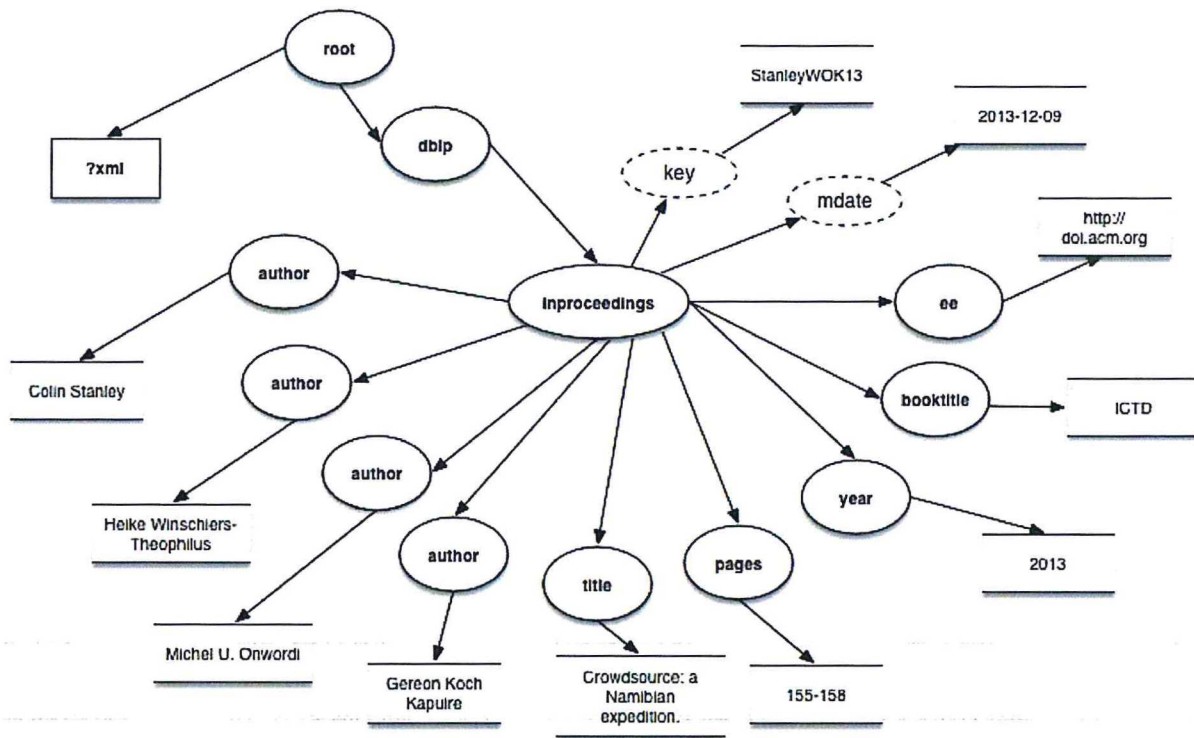 root
StanleyWOK13
2013-12-09
?xml
dblp
key
mdate
http://
doi.acm.org
author
inproceedings
ee
Colin Stanley
author
booktitle
ICTD
author
year
Heike Winschiers-
Theophilus
author
title
pages
2013
Michel U. Onwordi
Gereon Koch
Kapuire
Crowdsource: a
Namibian
expedition.
155-158